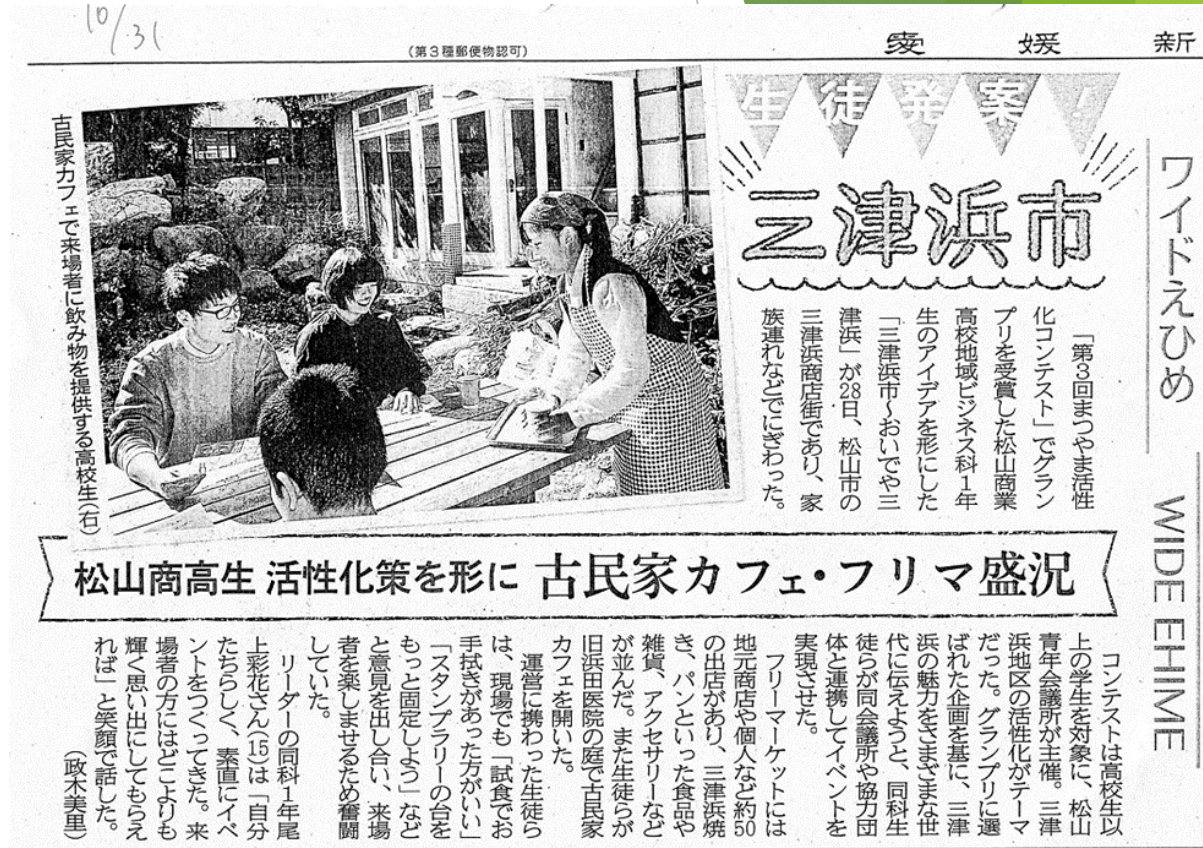 10/31
（第３種郵便物認可）
愛媛新
ワイドえひめ
WIDE EHIME
生徒発案！
三津浜市
「第３回まつやま活性
化コンテスト」でグラン
プリを受賞した松山商業
高校地域ビジネス科１年
生のアイデアを形にした
「三津浜市〜おいでや三
津浜」が28日、松山市の
三津浜商店街であり、家
族連れなどでにぎわった。
古民家カフェで来場者に飲み物を提供する高校生（右）
松山商高生 活性化策を形に 古民家カフェ・フリマ盛況
コンテストは高校生以
上の学生を対象に、松山
青年会議所が主催。三津
浜地区の活性化がテーマ
だった。グランプリに選
ばれた企画を基に、三津
浜の魅力をさまざまな世
代に伝えようと、同科生
徒らが同会議所や協力団
体と連携してイベントを
実現させた。
フリーマーケットには
地元商店や個人など約50
の出店があり、三津浜焼
き、パンといった食品や
雑貨、アクセサリーなど
が並んだ。また生徒らが
旧浜田医院の庭で古民家
カフェを開いた。
運営に携わった生徒ら
は、現場でも「試食でお
手拭きがあった方がいい」
「スタンプラリーの台を
もっと固定しよう」など
と意見を出し合い、来場
者を楽しませるため奮闘
していた。
リーダーの同科１年尾
上彩花さん（15）は「自分
たちらしく、素直にイベ
ントをつくってきた。来
場者の方にはどこよりも
輝く思い出にしてもらえ
れば」と笑顔で話した。
（政木美里）